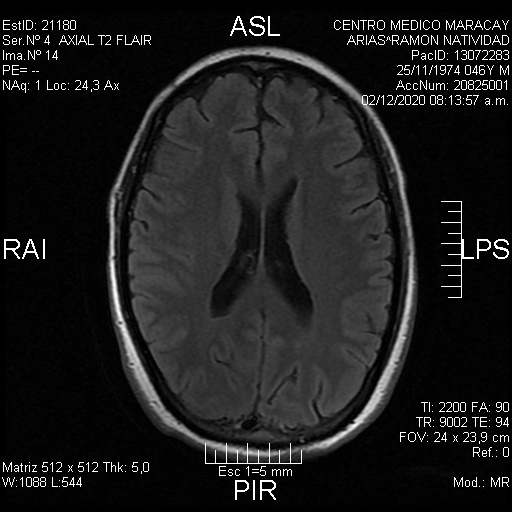 EstID: 21180
Ser.Nº 4 AXIAL T2 FLAIR
Ima.Nº 14
PE= --
NAq: 1 Loc: 24,3 Ax
ASL
CENTRO MEDICO MARACAY
ARIAS^RAMON NATIVIDAD
PacID: 13072283
25/11/1974 046Y M
AccNum: 20825001
02/12/2020 08:13:57 a.m.
RAI
LPS
TI: 2200 FA: 90
TR: 9002 TE: 94
FOV: 24 x 23,9 cm
Ref.: 0
Mod.: MR
Matriz 512 x 512 Thk: 5,0
W:1088 L:544
Esc 1=5 mm
PIR